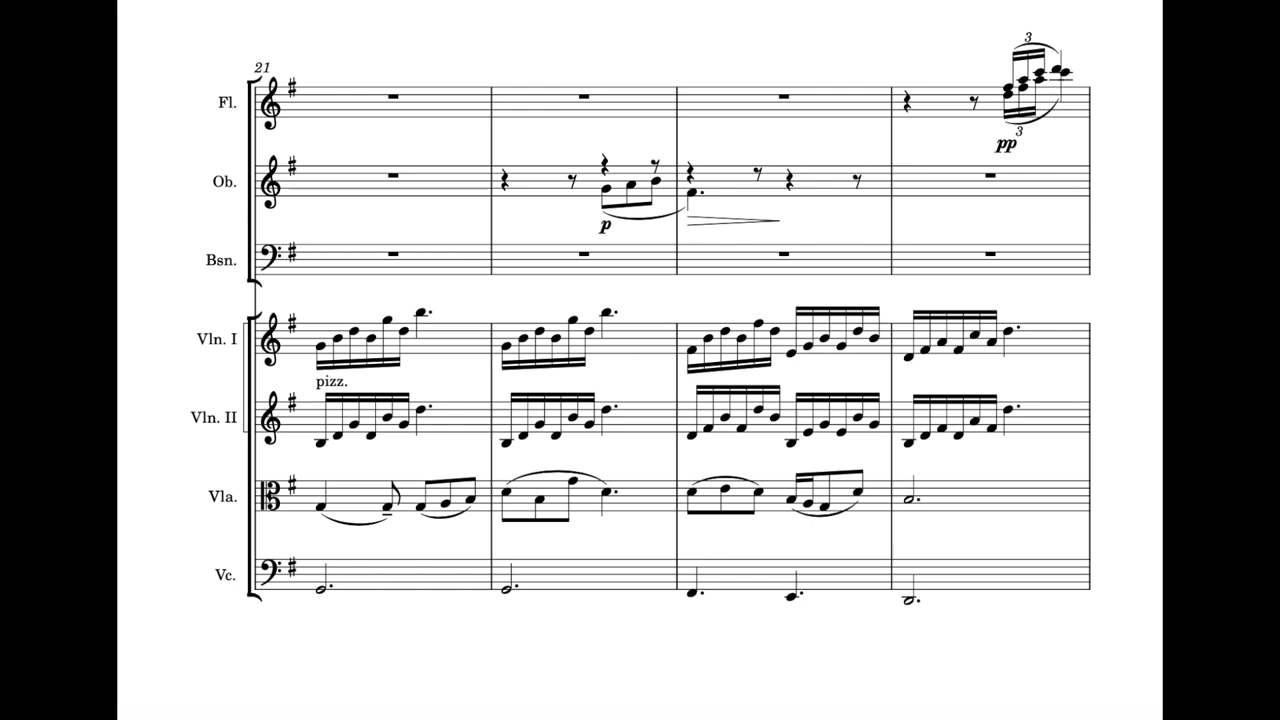 21
3
Fl.
3
pp
Ob.
p
Bsn.
Vln. I
pizz.
Vln. II
Vla.
Vc.